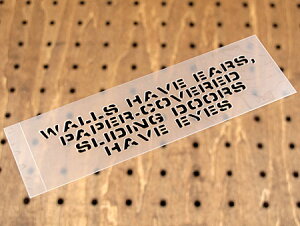 WALLS HAVE EARS,
PAPER-COVERED
SLIDING DOORS
HAVE EYES